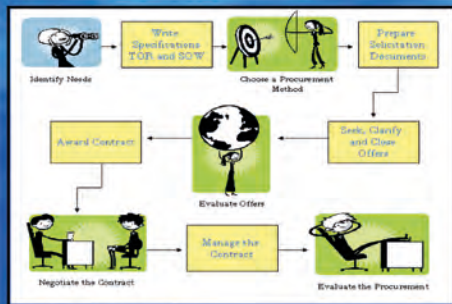 Identify Needs
Write
Specifications
TOR and SOW
Choose a Procurement
Method
Prepare
Solicitation
Documents
Seek, Clarify
and Close
Offers
Evaluate Offers
Award Contract
Negotiate the Contract
Manage the
Contract
Evaluate the Procurement